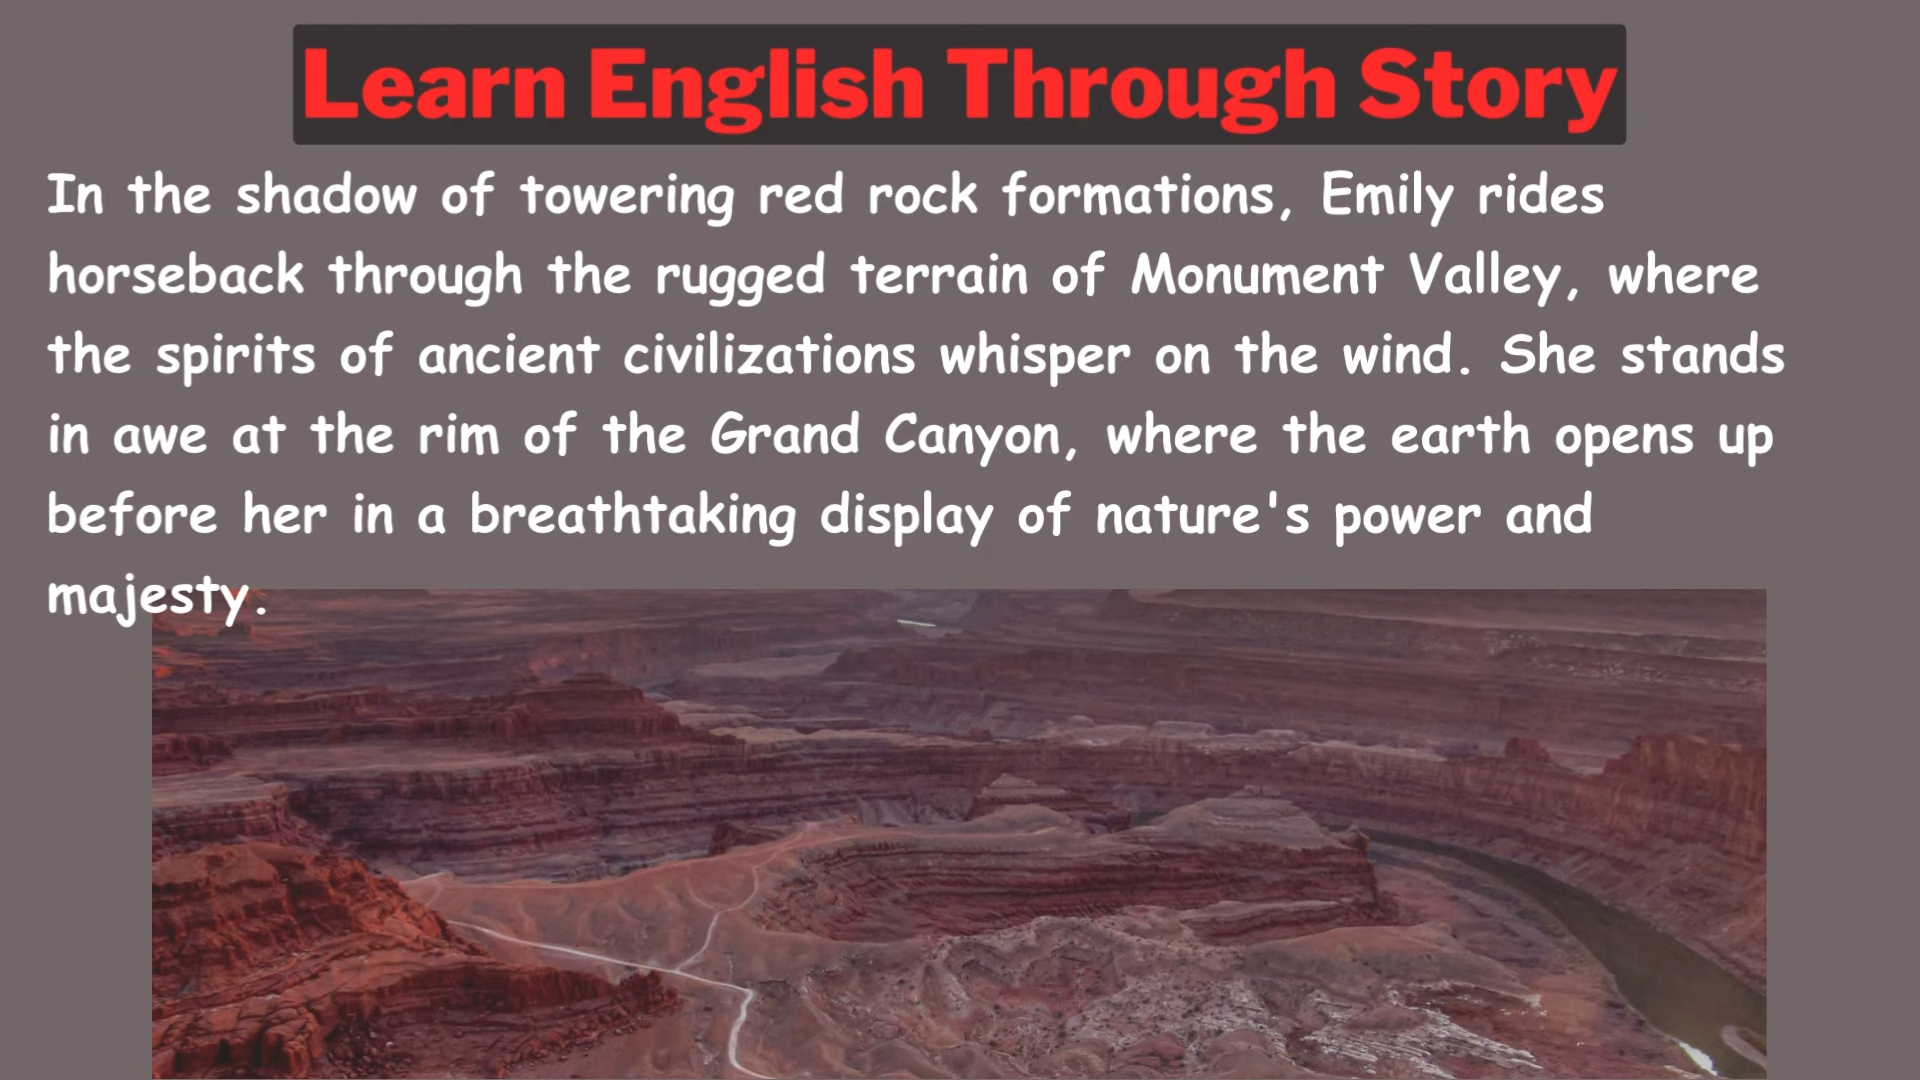 Learn English Through Story
In the shadow of towering red rock formations, Emily rides
horseback through the rugged terrain of Monument Valley, where
the spirits of ancient civilizations whisper on the wind. She stands
in awe at the rim of the Grand Canyon, where the earth opens up
before her in a breathtaking display of nature's power and
majesty.